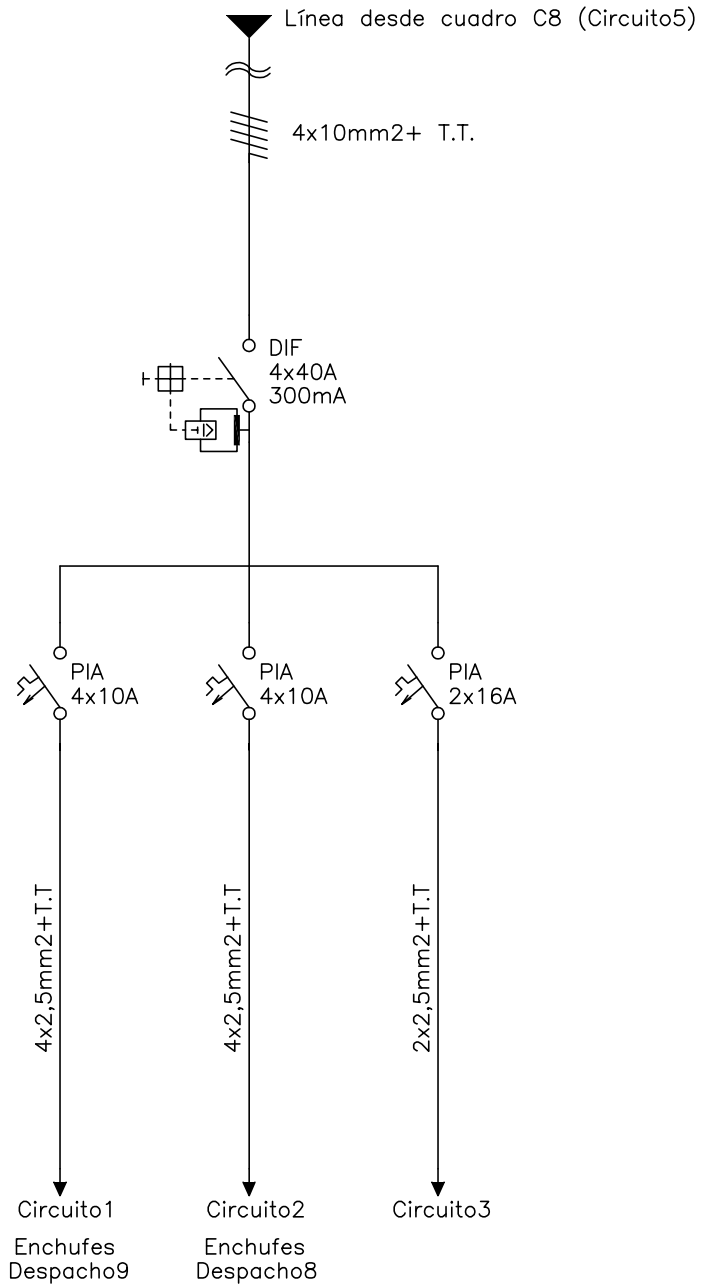 Línea desde cuadro C8 (Circuito5)
4x10mm2+ T.T.
DIF
4x40A
300mA
PIA
4x10A
PIA
4x10A
PIA
2x16A
4x2,5mm2+T.T
4x2,5mm2+T.T
2x2,5mm2+T.T
Circuito1
Enchufes
Despacho9
Circuito2
Enchufes
Despacho8
Circuito3